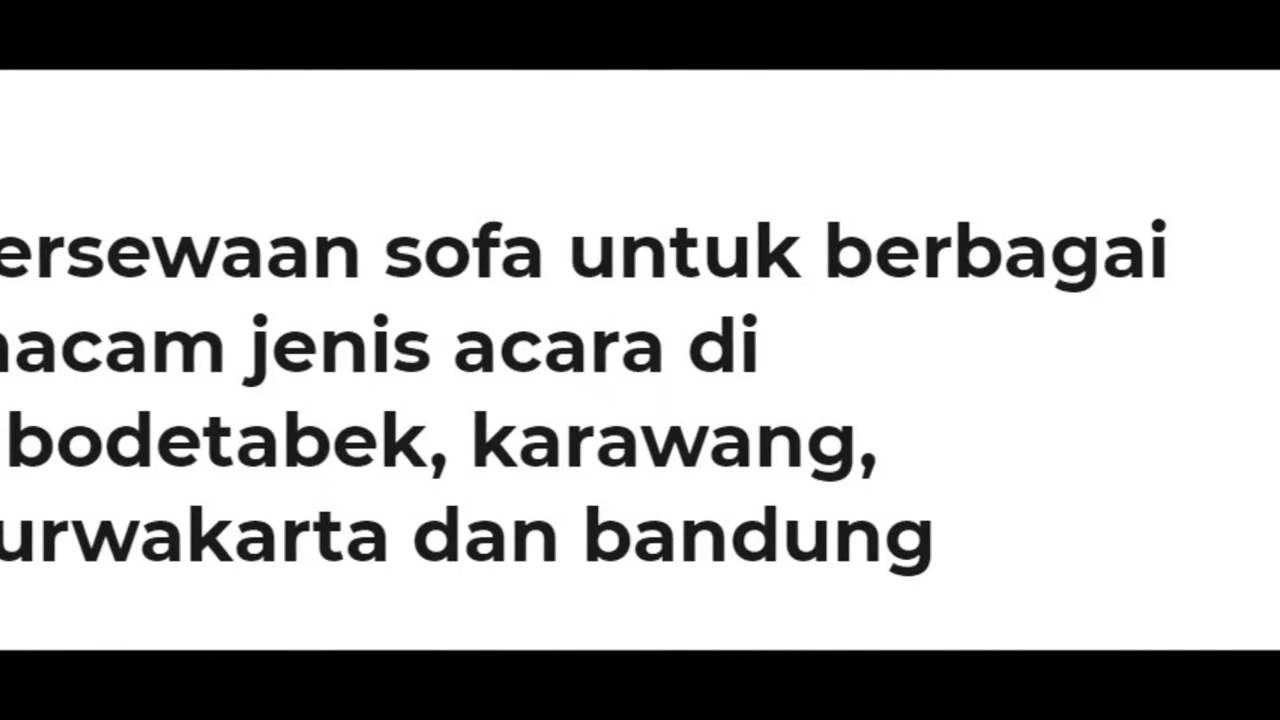 ersewaan sofa untuk berbagai
acam jenis acara di
bodetabek, karawang,
urwakarta dan bandung